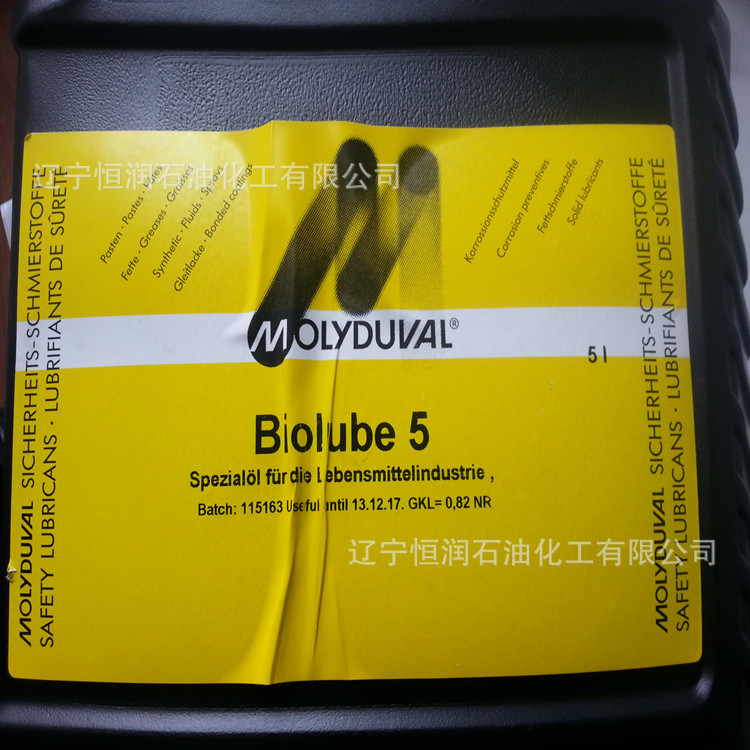 辽宁恒润石油化工有限公司
Pasten · Pastes · Pâtes
Fette · Greases · Graisses
Synthetic · Fluids · Sprays
Gleitlacke · Bonded coatings
Korrosionsschutzmittel
Corrosion preventives
Fettschmierstoffe
Solid lubricants
MOLYDUVAL SICHERHEITS-SCHMIERSTOFFE
SAFETY LUBRICANS · LUBRIFIANTS DE SÛRETÉ
MOLYDUVAL®
5 l
Biolube 5
Spezialöl für die Lebensmittelindustrie ,
Batch: 115163 Useful until 13.12.17. GKL= 0,82 NR
辽宁恒润石油化工有限公司
MOLYDUVAL SICHERHEITS-SCHMIERSTOFFE
SAFETY LUBRICANS · LUBRIFIANTS DE SÛRETÉ